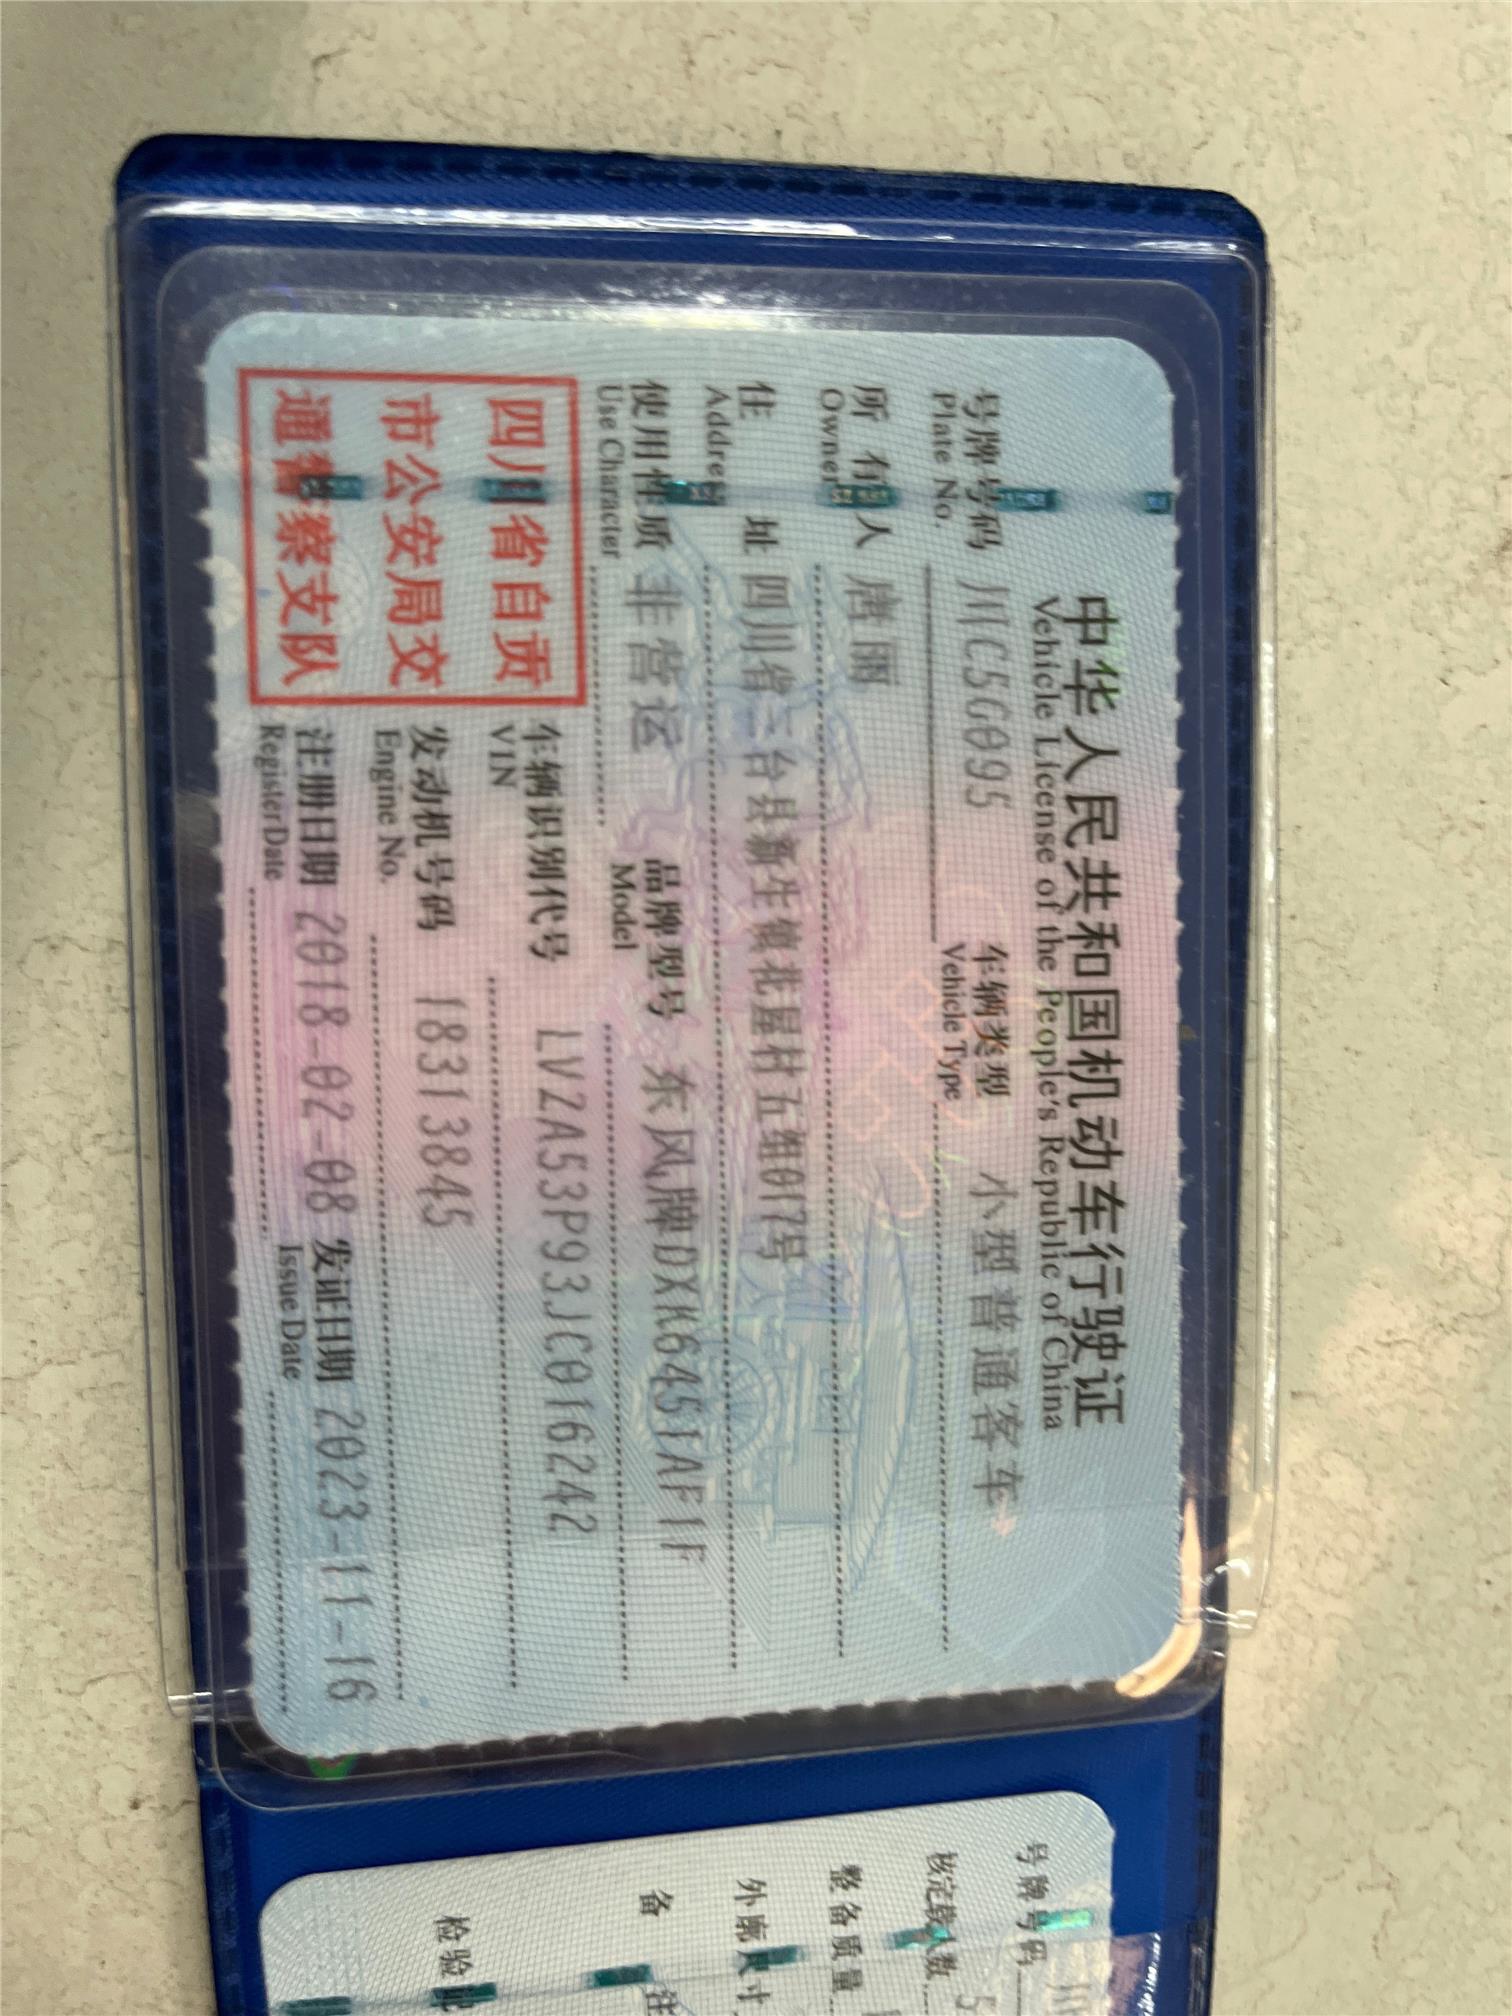 中华人民共和国机动车行驶证
Vehicle License of the People's Republic of China
号牌号码 川C5G095 车辆类型 小型普通客车
Plate No. Vehicle Type
所有人 唐丽
Owner
住址 四川省三台县新生镇花屋村五组017号
Address
使用性质 非营运 品牌型号 东风牌DXK6451AF1F
Use Character Model
四川省自贡
市公安局交
通警察支队
车辆识别代号 LVZA53P93JC016242
VIN
发动机号码 18313845
Engine No.
注册日期 2018-02-08 发证日期 2023-11-16
Register Date Issue Date
号牌号码
核定载人数 5
整备质量
外廓尺寸
备注
检验记